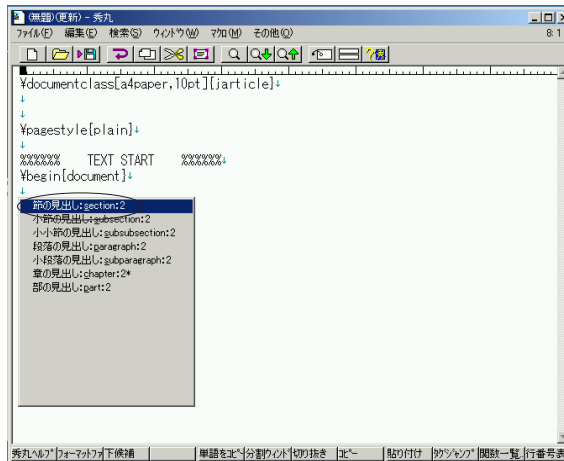 (無題)(更新) - 秀丸
ファイル(F) 編集(E) 検索(S) ウィンドウ(W) マクロ(M) その他(O) 8:1
¥documentclass[a4paper,10pt]{jarticle}↓
↓
↓
¥pagestyle{plain}↓
↓
%%%%%% TEXT START %%%%%%↓
¥begin{document}↓
↓
節の見出し:section:2
小節の見出し:subsection:2
小小節の見出し:subsubsection:2
段落の見出し:paragraph:2
小段落の見出し:subparagraph:2
章の見出し:chapter:2*
部の見出し:part:2
秀丸ヘルプ フォーマットファ 下候補 単語をコピー 分割ウィンド 切り抜き コピー 貼り付け タグジャンプ 関数一覧. 行番号表